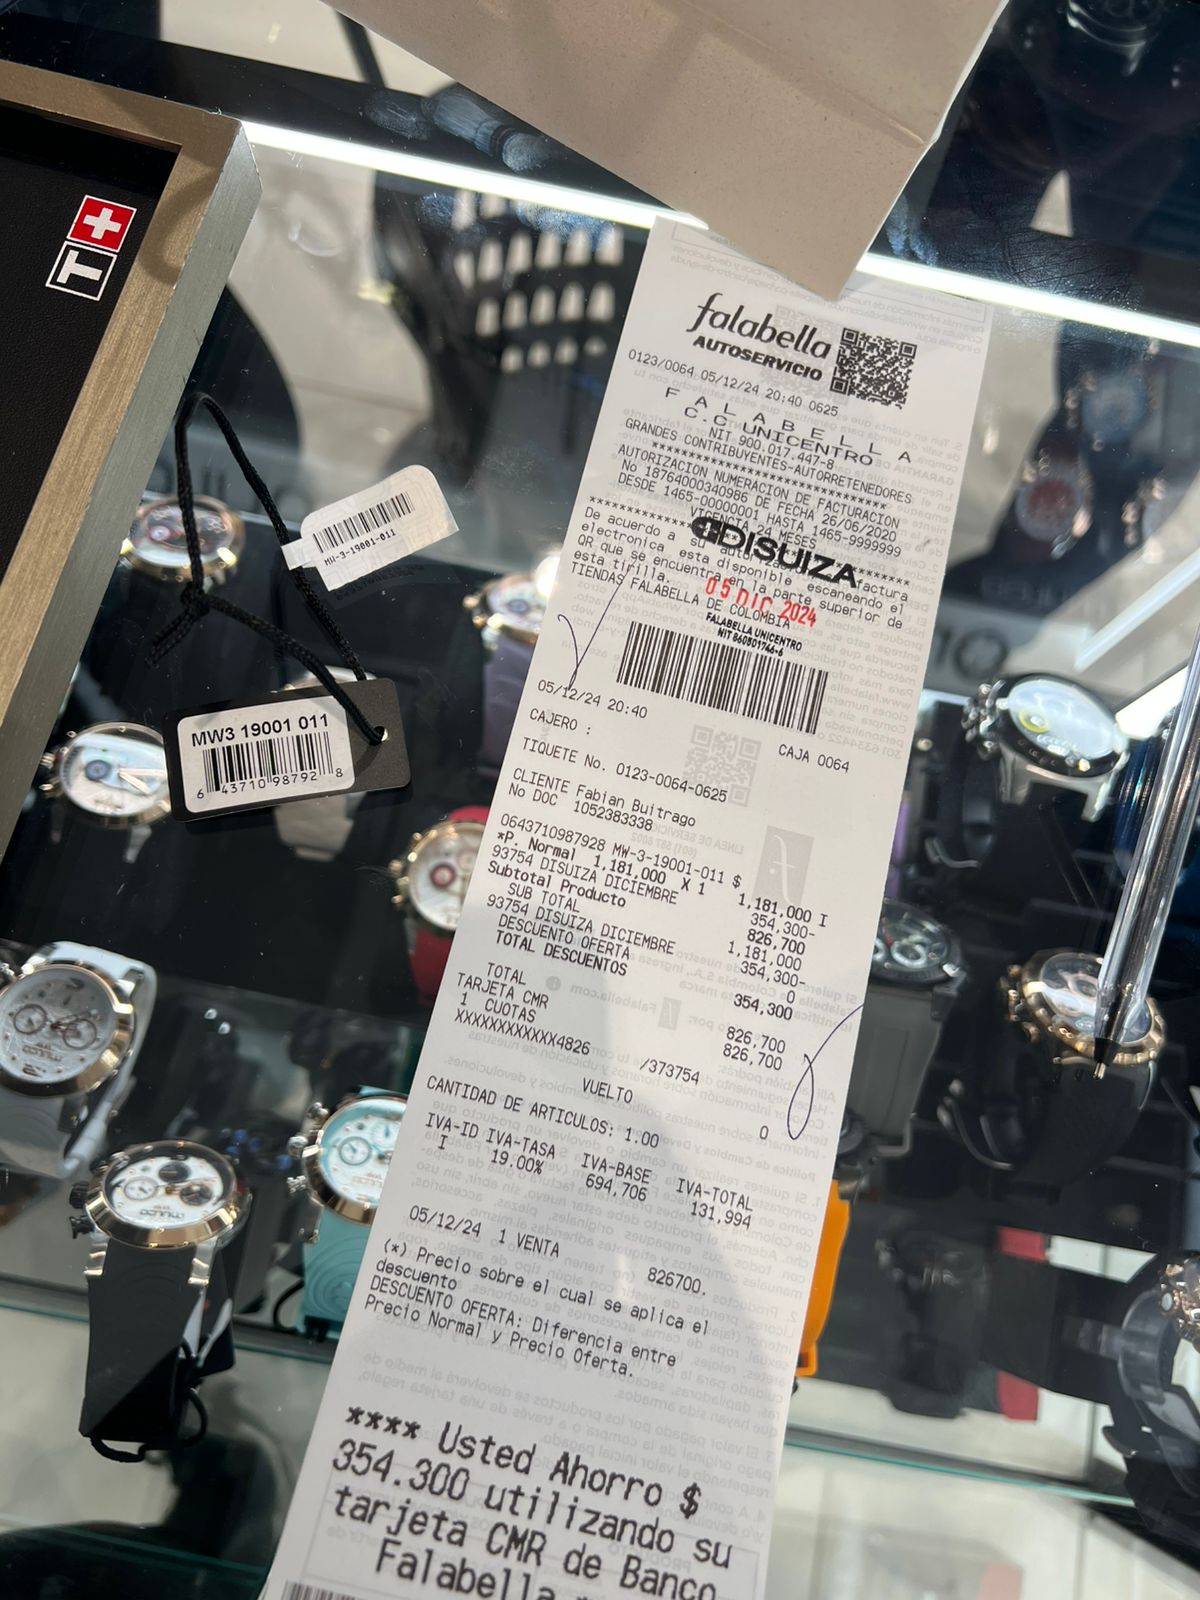 T+
MW-3-19001-011
MW3 19001 011
6 43710 98792 8
falabella
AUTOSERVICIO
0123/0064 05/12/24 20:40 0625
F A L A B E L L A
C.C UNICENTRO
NIT 900.017.447-8
GRANDES CONTRIBUYENTES-AUTORRETENEDORES
AUTORIZACION NUMERACION DE FACTURACION
No 18764000340986 DE FECHA 26/06/2020
DESDE 1465-00000001 HASTA 1465-9999999
VIGENCIA 24 MESES
DISUIZA
De acuerdo a su autorizacion factura
electronica esta disponible escaneando el
QR que se encuentra en la parte superior de
esta tirilla.
05 DIC 2024
TIENDAS FALABELLA DE COLOMBIA
FALABELLA UNICENTRO
05/12/24 20:40
CAJERO :
CAJA 0064
TIQUETE No. 0123-0064-0625
CLIENTE Fabian Buitrago
No DOC 1052383338
0643710987928 MW-3-19001-011 $
1,181,000 I
*P. Normal 1,181,000 X 1
93754 DISUIZA DICIEMBRE 354,300-
Subtotal Producto 826,700
SUB TOTAL 1,181,000
93754 DISUIZA DICIEMBRE 354,300-
DESCUENTO OFERTA 0
TOTAL DESCUENTOS 354,300
TOTAL 826,700
TARJETA CMR 826,700
1 CUOTAS
XXXXXXXXXXXX4826 /373754
VUELTO 0
CANTIDAD DE ARTICULOS: 1.00
IVA-ID IVA-TASA IVA-BASE IVA-TOTAL
I 19.00% 694,706 131,994
05/12/24 1 VENTA 826700.
(*) Precio sobre el cual se aplica el
descuento
DESCUENTO OFERTA: Diferencia entre
Precio Normal y Precio Oferta.
**** Usted Ahorro $
354.300 utilizando su
tarjeta CMR de Banco
Falabella